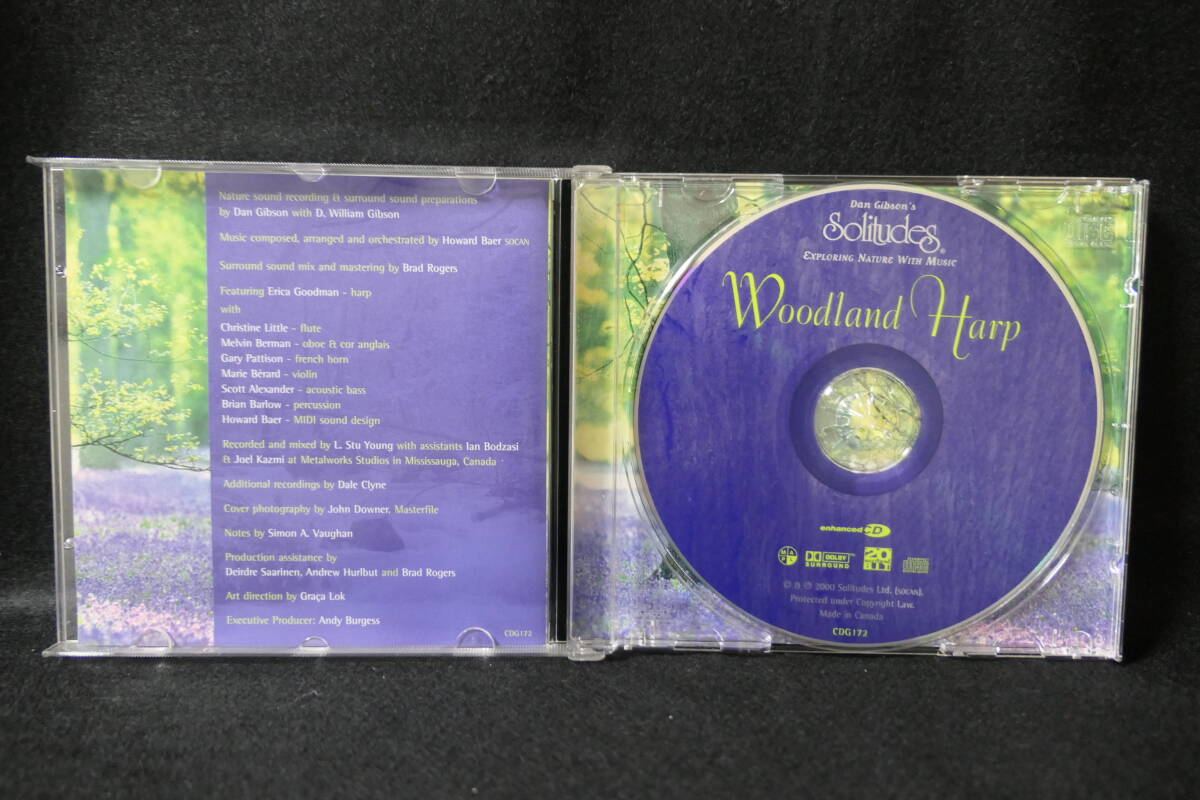 Nature sound recording & surround sound preparations
by Dan Gibson with D. William Gibson
Music composed, arranged and orchestrated by Howard Baer SOCAN
Surround sound mix and mastering by Brad Rogers
Featuring Erica Goodman – harp
with
Christine Little – flute
Melvin Berman – oboe & cor anglais
Gary Pattison – french horn
Marie Bérard – violin
Scott Alexander – acoustic bass
Brian Barlow – percussion
Howard Baer – MIDI sound design
Recorded and mixed by L. Stu Young with assistants Ian Bodzasi
& Joel Kazmi at Metalworks Studios in Mississauga, Canada
Additional recordings by Dale Clyne
Cover photography by John Downer, Masterfile
Notes by Simon A. Vaughan
Production assistance by
Deirdre Saarinen, Andrew Hurlbut and Brad Rogers
Art direction by Graça Lok
Executive Producer: Andy Burgess
CDG172
Dan Gibson's
Solitudes®
Exploring Nature With Music
Woodland Harp
enhanced CD
M A P L
DOLBY SURROUND™
20 BIT
© ® ℗ 2000 Solitudes Ltd. (SOCAN).
Protected under Copyright Law.
Made in Canada
CDG172